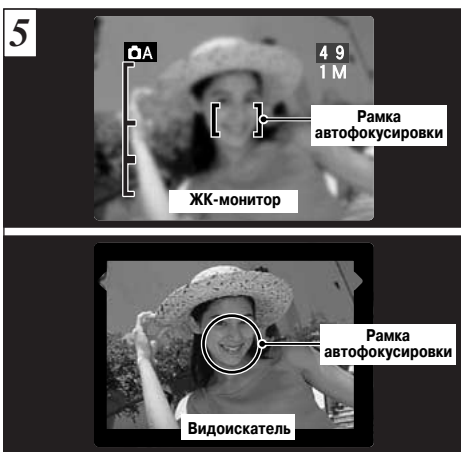 5
A
4 9
1 M
Рамка
автофокусировки
ЖК-монитор
Рамка
автофокусировки
Видоискатель